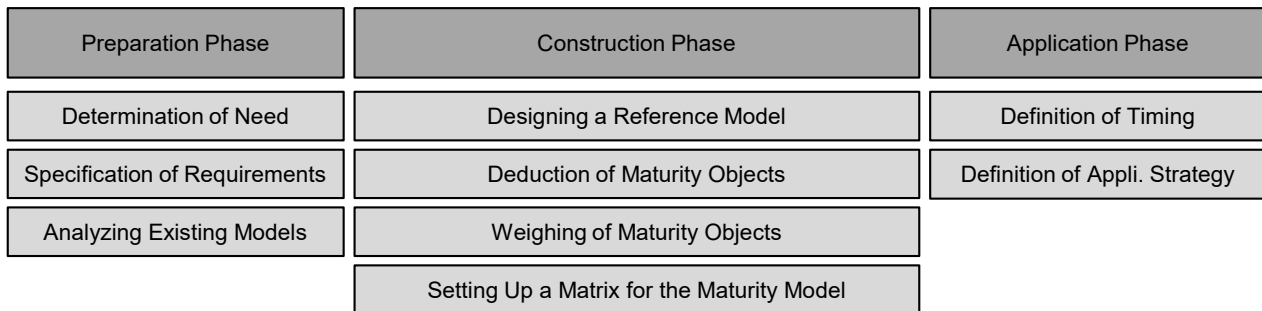 Preparation Phase
Construction Phase
Application Phase
Determination of Need
Designing a Reference Model
Definition of Timing
Specification of Requirements
Deduction of Maturity Objects
Definition of Appli. Strategy
Analyzing Existing Models
Weighing of Maturity Objects
Setting Up a Matrix for the Maturity Model